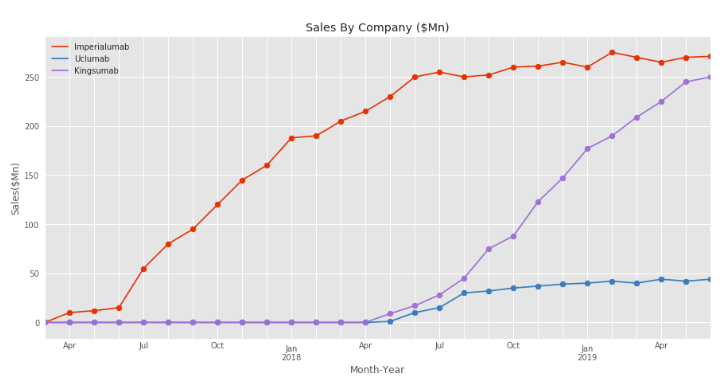 Sales By Company ($Mn)
Imperialumab
Uclumab
Kingsumab
Sales($Mn)
250
200
150
100
50
0
Apr Jul Oct Jan Apr Jul Oct Jan Apr
2018 2019
Month-Year